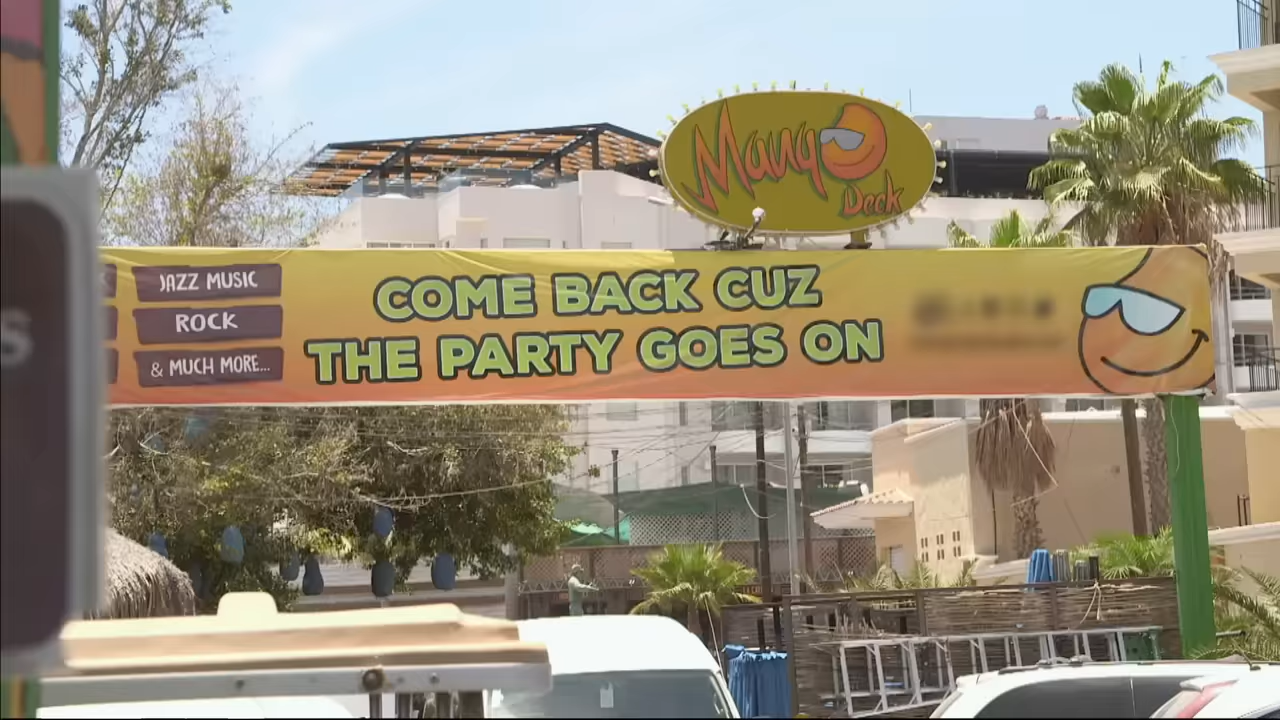 Mango
Deck
JAZZ MUSIC
ROCK
& MUCH MORE...
COME BACK CUZ
THE PARTY GOES ON
s